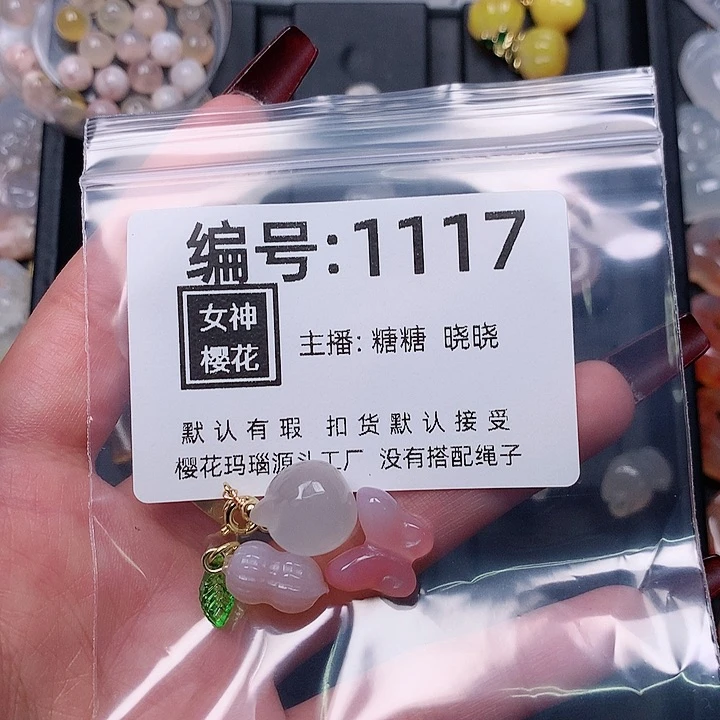 编号:1117
女神
樱花
主播: 糖糖 晓晓
默认有瑕 扣货默认接受
樱花玛瑙源头工厂 没有搭配绳子